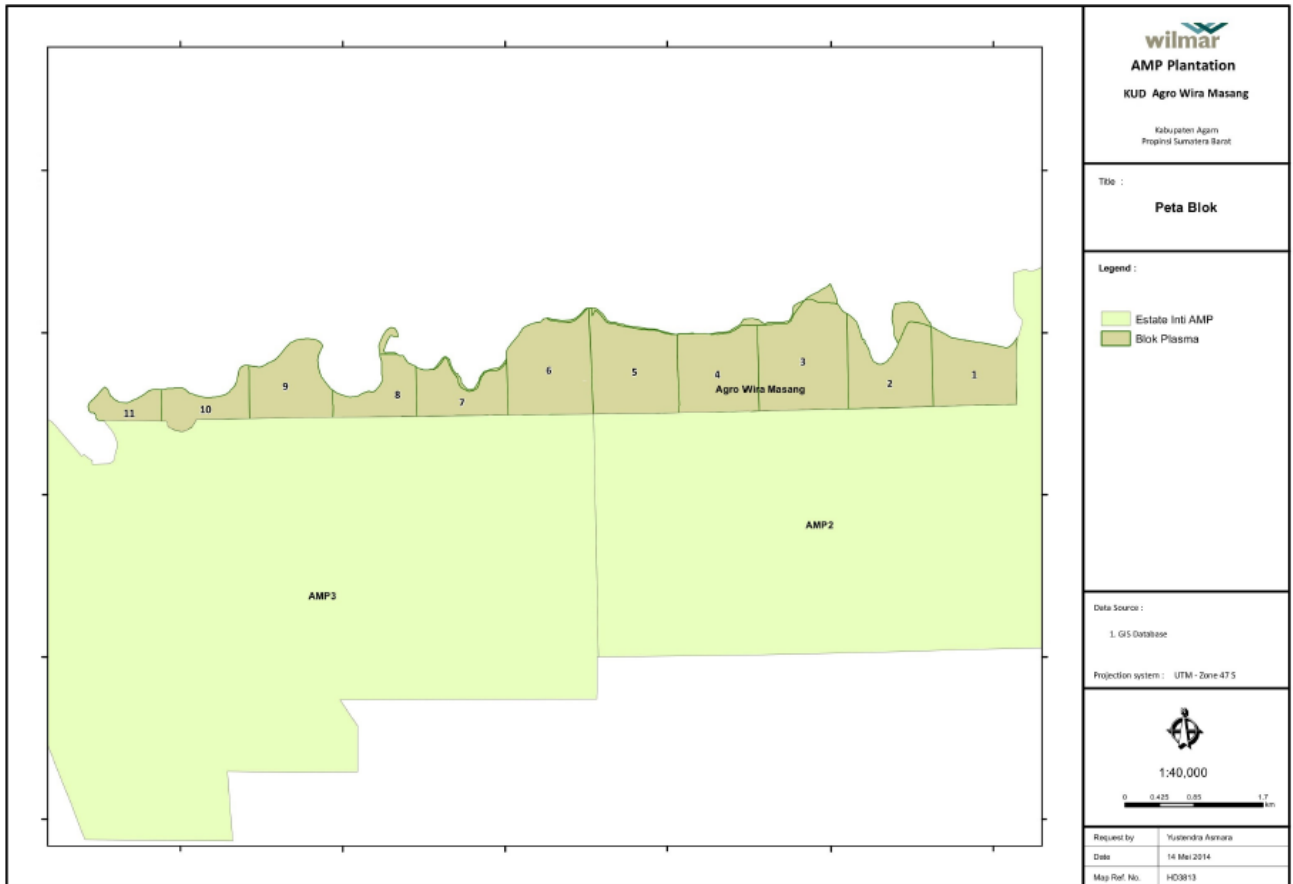 wilmar
AMP Plantation
KUD Agro Wira Masang
Kabupaten Agam
Propinsi Sumatera Barat
Title :
Peta Blok
Legend :
Estate Inti AMP
Blok Plasma
Data Source :
1. GIS Database
Projection system : UTM - Zone 47 S
1:40,000
0 0.425 0.85 1.7
km
Request by Yustendra Asmara
Date 14 Mei 2014
Map Ref. No. HD3813
11
10
9
8
7
6
5
4
3
2
1
Agro Wira Masang
AMP2
AMP3